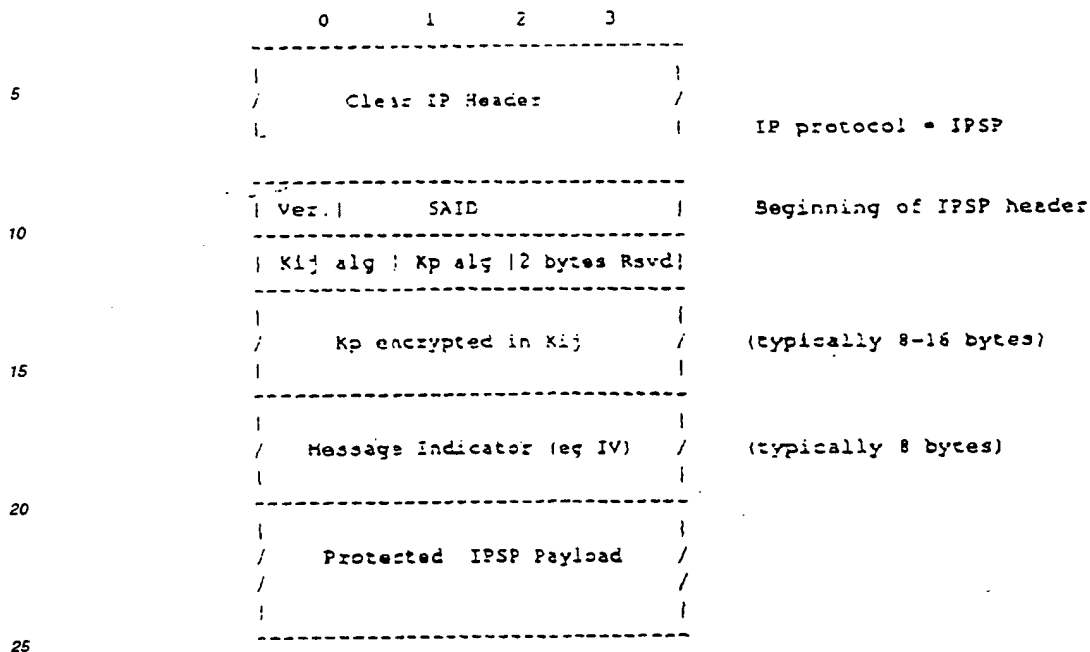 0 1 2 3
5
Clear IP Header
IP protocol = IPSP
| Ver.| SAID | Beginning of IPSP header
10
| Kij alg | Kp alg |2 bytes Rsvd|
Kp encrypted in Kij (typically 8-16 bytes)
15
Message Indicator (eg IV) (typically 8 bytes)
20
Protected IPSP Payload
25